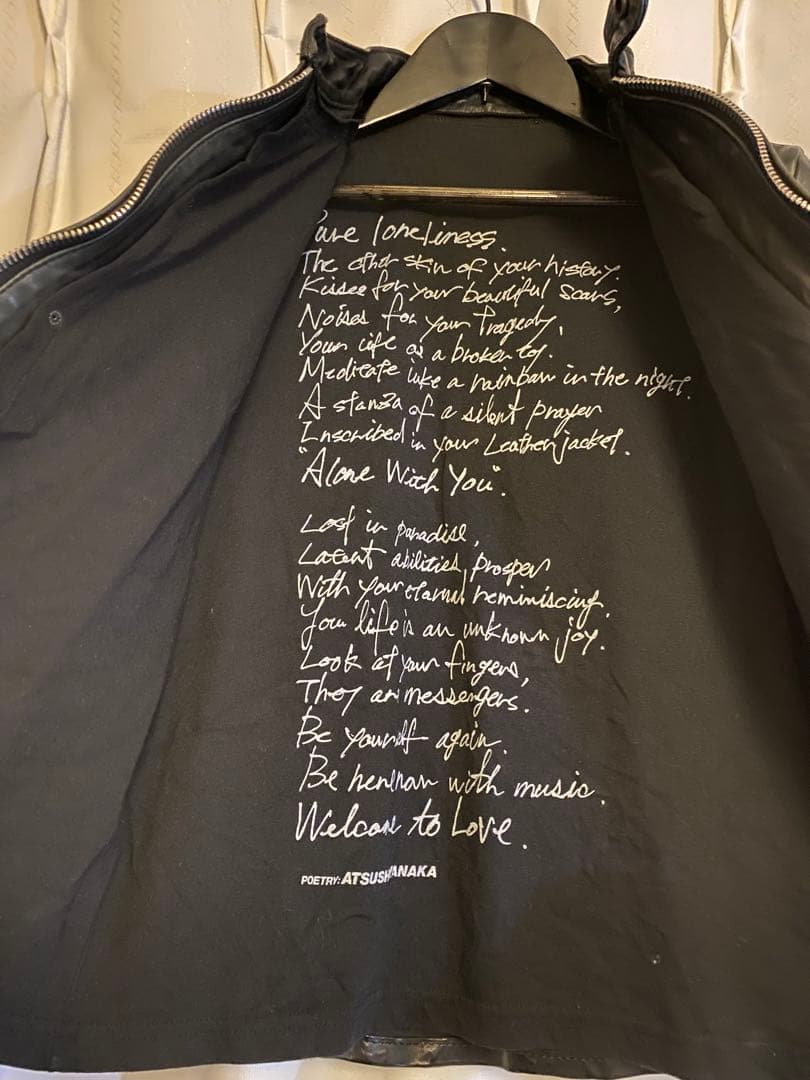 Pure loneliness.
The other skin of your history.
Kisses for your beautiful scars,
Noises for your tragedy,
Your life as a broken toy.
Medicate like a rainbow in the night.
A stanza of a silent prayer
Inscribed in your Leather jacket.
"Alone With You".
Lost in paradise,
Latent abilities prosper
With your eternal reminiscing.
Your life is an unknown joy.
Look at your fingers,
They are messengers.
Be yourself again.
Be with music.
Welcome to Love.
POETRY: ATSUSHI TANAKA